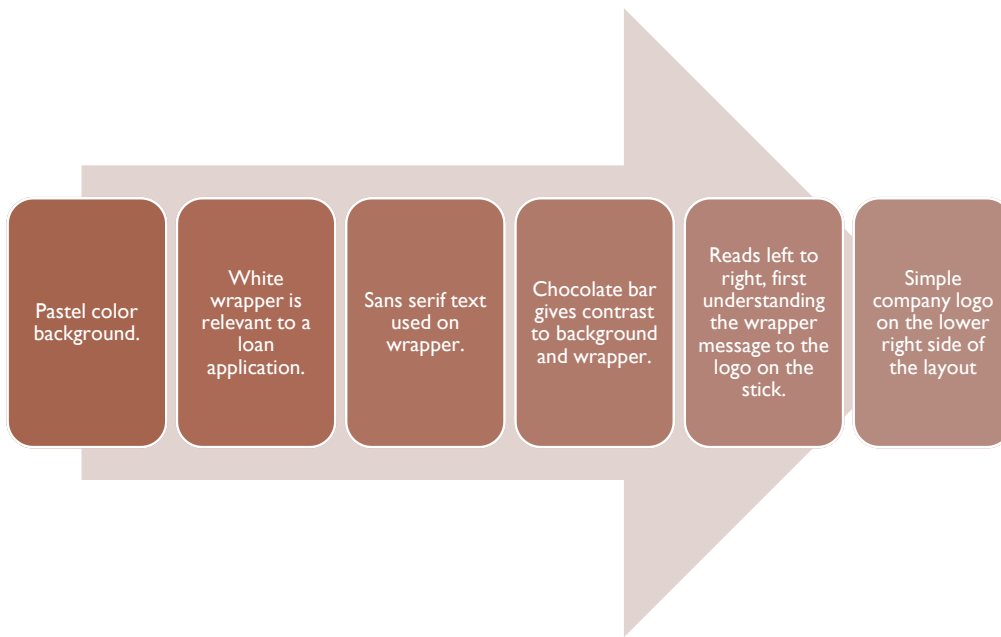 Pastel color
background.
White
wrapper is
relevant to a
loan
application.
Sans serif text
used on
wrapper.
Chocolate bar
gives contrast
to background
and wrapper.
Reads left to
right, first
understanding
the wrapper
message to the
logo on the
stick.
Simple
company logo
on the lower
right side of
the layout